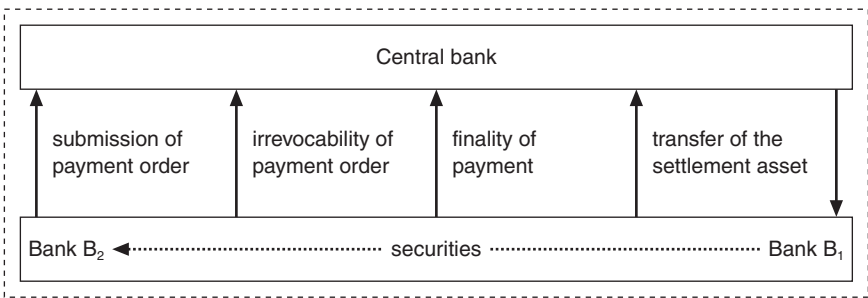 Central bank
submission of
payment order
irrevocability of
payment order
finality of
payment
transfer of the
settlement asset
Bank B₂ securities Bank B₁